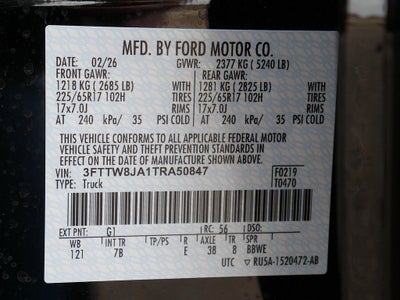 MFD. BY FORD MOTOR CO.
DATE: 02/26 GVWR: 2377 KG ( 5240 LB)
FRONT GAWR: REAR GAWR:
1218 KG ( 2685 LB) 1281 KG ( 2825 LB)
225/65R17 102H TIRES 225/65R17 102H TIRES
17x7.0J RIMS 17x7.0J RIMS
AT 240 kPa/ 35 PSI COLD AT 240 kPa/ 35 PSI COLD
THIS VEHICLE CONFORMS TO ALL APPLICABLE FEDERAL MOTOR
VEHICLE SAFETY AND THEFT PREVENTION STANDARDS IN
EFFECT ON THE DATE OF MANUFACTURE SHOWN ABOVE.
VIN: 3FTTW8JA1TRA50847 F0219
TYPE: Truck T0470
EXT PNT: G1 RC: 56 DSO:
WB INT TR TP/PS R AXLE TR SPR
121 7B E 38 8 BBWE
UTC RU5A-1520472-AB